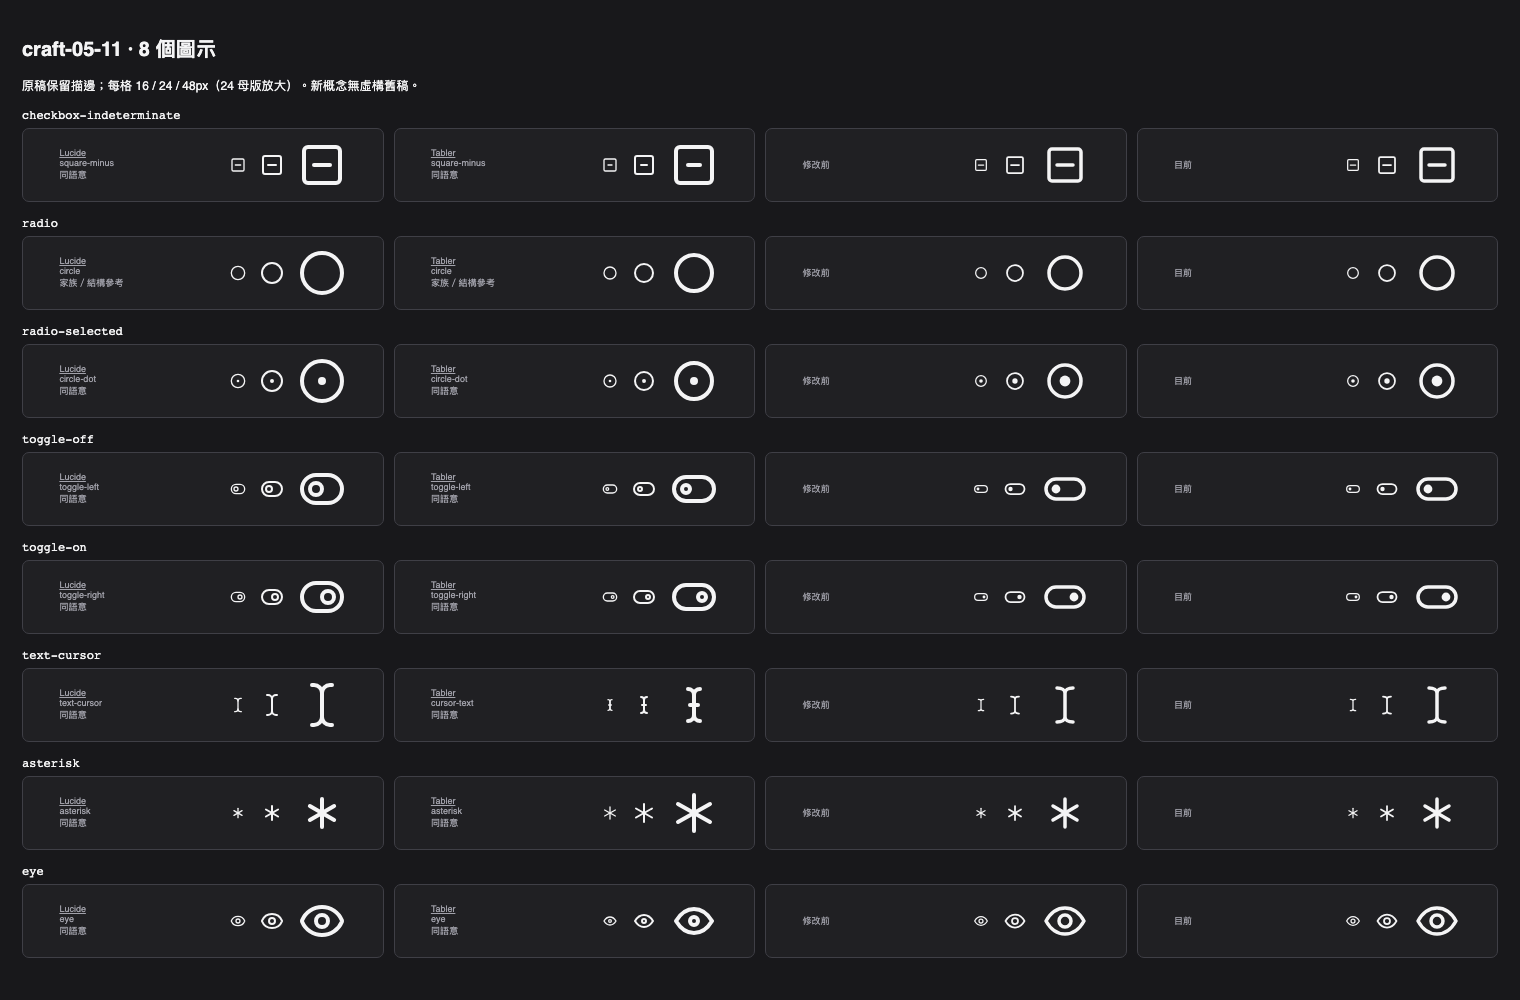 craft-05-11 · 8 個圖示
原稿保留描邊；每格 16 / 24 / 48px（24 母版放大）。新概念無虛構舊稿。
checkbox-indeterminate
Lucide
square-minus
同語意
Tabler
square-minus
同語意
修改前
目前
radio
Lucide
circle
家族 / 結構參考
Tabler
circle
家族 / 結構參考
修改前
目前
radio-selected
Lucide
circle-dot
同語意
Tabler
circle-dot
同語意
修改前
目前
toggle-off
Lucide
toggle-left
同語意
Tabler
toggle-left
同語意
修改前
目前
toggle-on
Lucide
toggle-right
同語意
Tabler
toggle-right
同語意
修改前
目前
text-cursor
Lucide
text-cursor
同語意
Tabler
cursor-text
同語意
修改前
目前
asterisk
Lucide
asterisk
同語意
Tabler
asterisk
同語意
修改前
目前
eye
Lucide
eye
同語意
Tabler
eye
同語意
修改前
目前